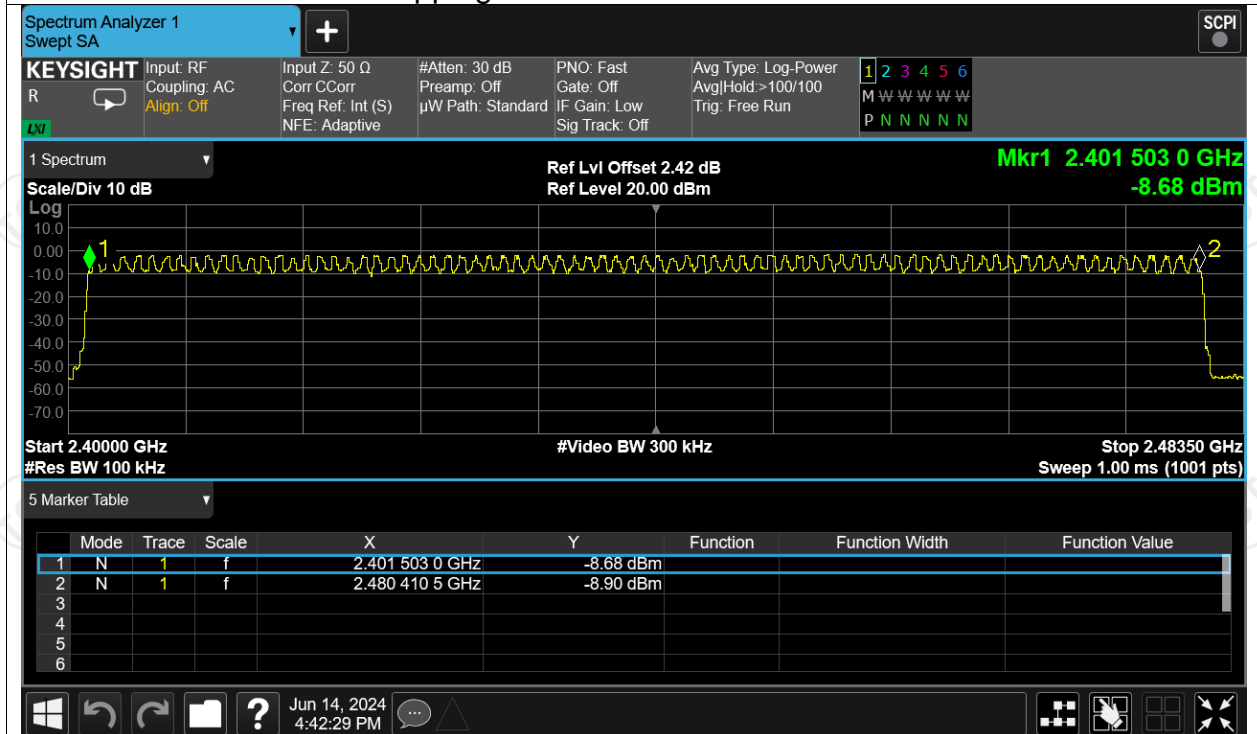 pping
Spectrum Analyzer 1
Swept SA
+
SCPI
KEYSIGHT Input: RF Input Z: 50 Ω #Atten: 30 dB PNO: Fast Avg Type: Log-Power 1 2 3 4 5 6
R Coupling: AC Corr CCorr Preamp: Off Gate: Off Avg|Hold:>100/100 M W W W W W
Align: Off Freq Ref: Int (S) µW Path: Standard IF Gain: Low Trig: Free Run
LXI NFE: Adaptive Sig Track: Off P N N N N N
1 Spectrum Ref Lvl Offset 2.42 dB Mkr1 2.401 503 0 GHz
Scale/Div 10 dB Ref Level 20.00 dBm -8.68 dBm
Log
10.0
0.00 1 2
-10.0
-20.0
-30.0
-40.0
-50.0
-60.0
-70.0
Start 2.40000 GHz #Video BW 300 kHz Stop 2.48350 GHz
#Res BW 100 kHz Sweep 1.00 ms (1001 pts)
5 Marker Table
Mode Trace Scale X Y Function Function Width Function Value
1 N 1 f 2.401 503 0 GHz -8.68 dBm
2 N 1 f 2.480 410 5 GHz -8.90 dBm
3
4
5
6
? Jun 14, 2024
4:42:29 PM